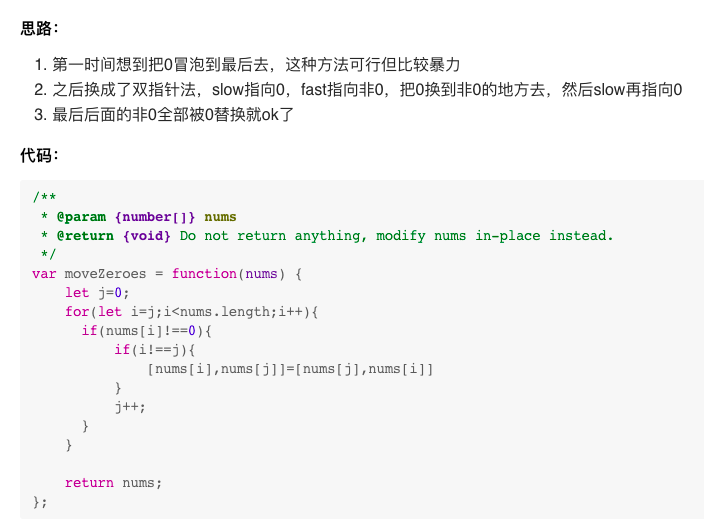 思路：
1. 第一时间想到把0冒泡到最后去，这种方法可行但比较暴力
2. 之后换成了双指针法，slow指向0，fast指向非0，把0换到非0的地方去，然后slow再指向0
3. 最后后面的非0全部被0替换就ok了
代码：
/**
 * @param {number[]} nums
 * @return {void} Do not return anything, modify nums in-place instead.
 */
var moveZeroes = function(nums) {
    let j=0;
    for(let i=j;i<nums.length;i++){
      if(nums[i]!==0){
          if(i!==j){
              [nums[i],nums[j]]=[nums[j],nums[i]]
          }
          j++;
      }
    }

    return nums;
};